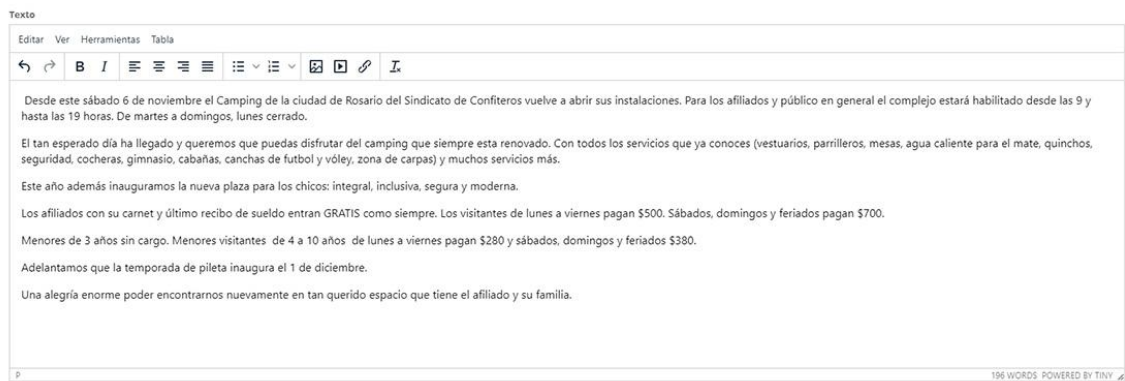 Texto
Editar Ver Herramientas Tabla
B I
Desde este sábado 6 de noviembre el Camping de la ciudad de Rosario del Sindicato de Confiteros vuelve a abrir sus instalaciones. Para los afiliados y público en general el complejo estará habilitado desde las 9 y
hasta las 19 horas. De martes a domingos, lunes cerrado.
El tan esperado día ha llegado y queremos que puedas disfrutar del camping que siempre esta renovado. Con todos los servicios que ya conoces (vestuarios, parrilleros, mesas, agua caliente para el mate, quinchos,
seguridad, cocheras, gimnasio, cabañas, canchas de futbol y vóley, zona de carpas) y muchos servicios más.
Este año además inauguramos la nueva plaza para los chicos: integral, inclusiva, segura y moderna.
Los afiliados con su carnet y último recibo de sueldo entran GRATIS como siempre. Los visitantes de lunes a viernes pagan $500. Sábados, domingos y feriados pagan $700.
Menores de 3 años sin cargo. Menores visitantes de 4 a 10 años de lunes a viernes pagan $280 y sábados, domingos y feriados $380.
Adelantamos que la temporada de pileta inaugura el 1 de diciembre.
Una alegría enorme poder encontrarnos nuevamente en tan querido espacio que tiene el afiliado y su familia.
P 196 WORDS POWERED BY TINY